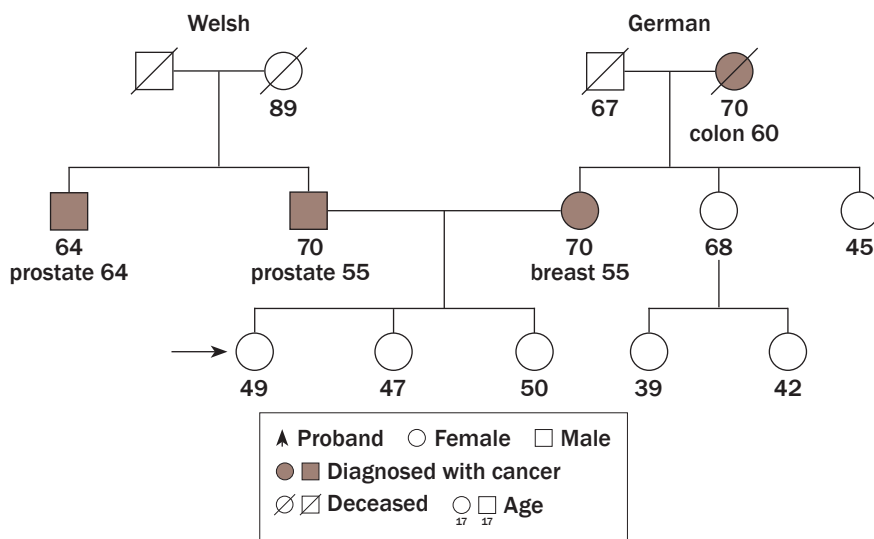 Welsh
German
89
67
70
colon 60
64
prostate 64
70
prostate 55
70
breast 55
68
45
49
47
50
39
42
Proband Female Male
Diagnosed with cancer
Deceased 17 17 Age